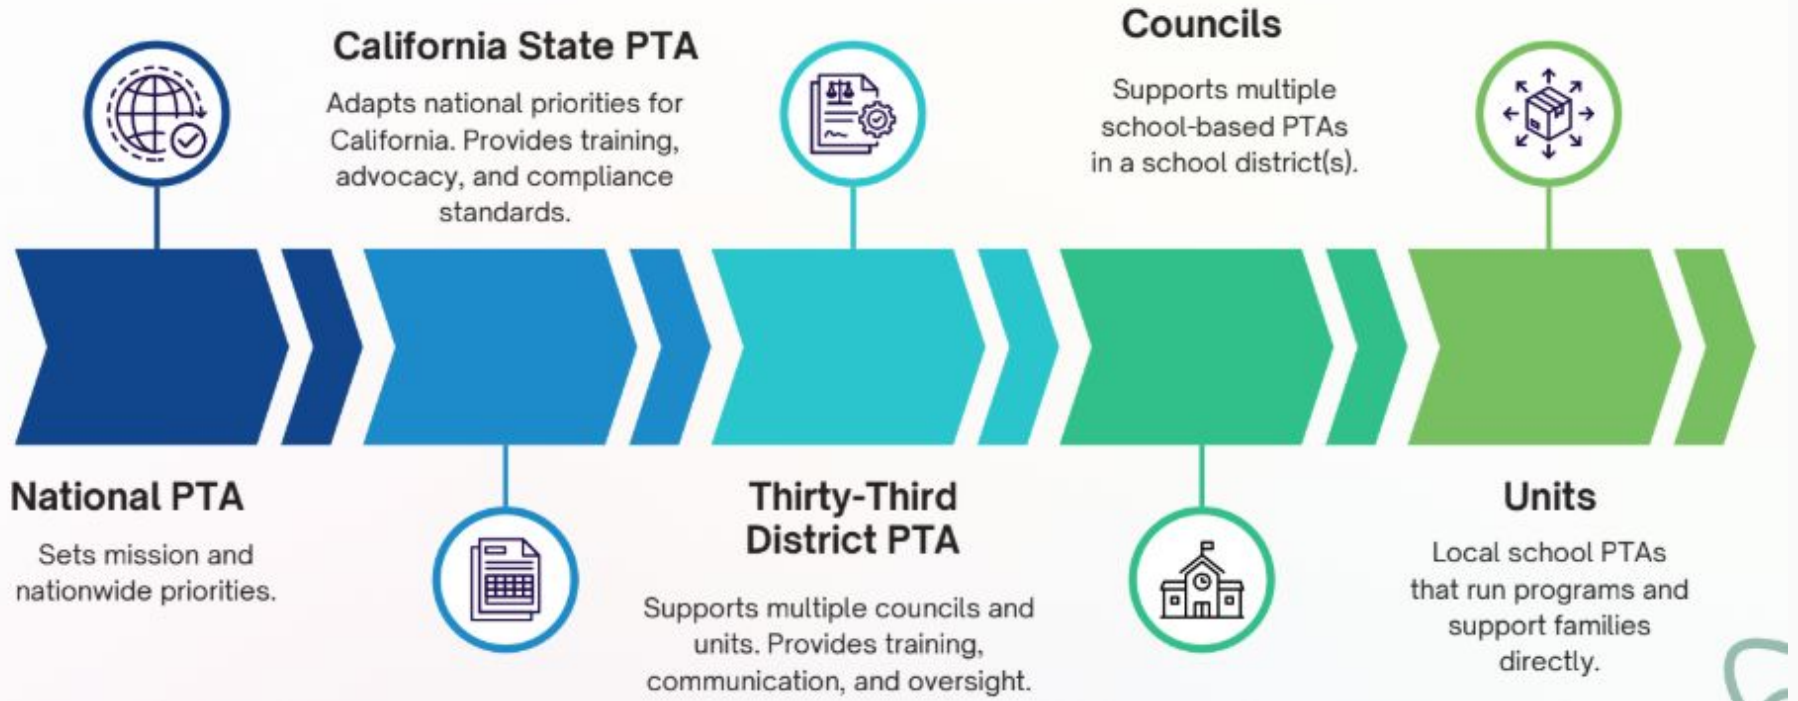 National PTA
Sets mission and
nationwide priorities.
California State PTA
Adapts national priorities for
California. Provides training,
advocacy, and compliance
standards.
Thirty-Third
District PTA
Supports multiple councils and
units. Provides training,
communication, and oversight.
Councils
Supports multiple
school-based PTAs
in a school district(s).
Units
Local school PTAs
that run programs and
support families
directly.